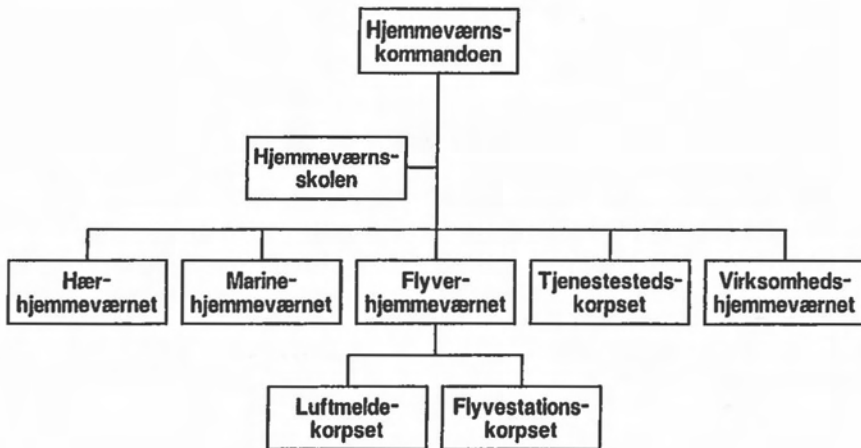 Hjemmeværns-
kommandoen
Hjemmeværns-
skolen
Hær-
hjemmeværnet
Marine-
hjemmeværnet
Flyver-
hjemmeværnet
Tjenestesteds-
korpset
Virksomheds-
hjemmeværnet
Luftmelde-
korpset
Flyvestations-
korpset